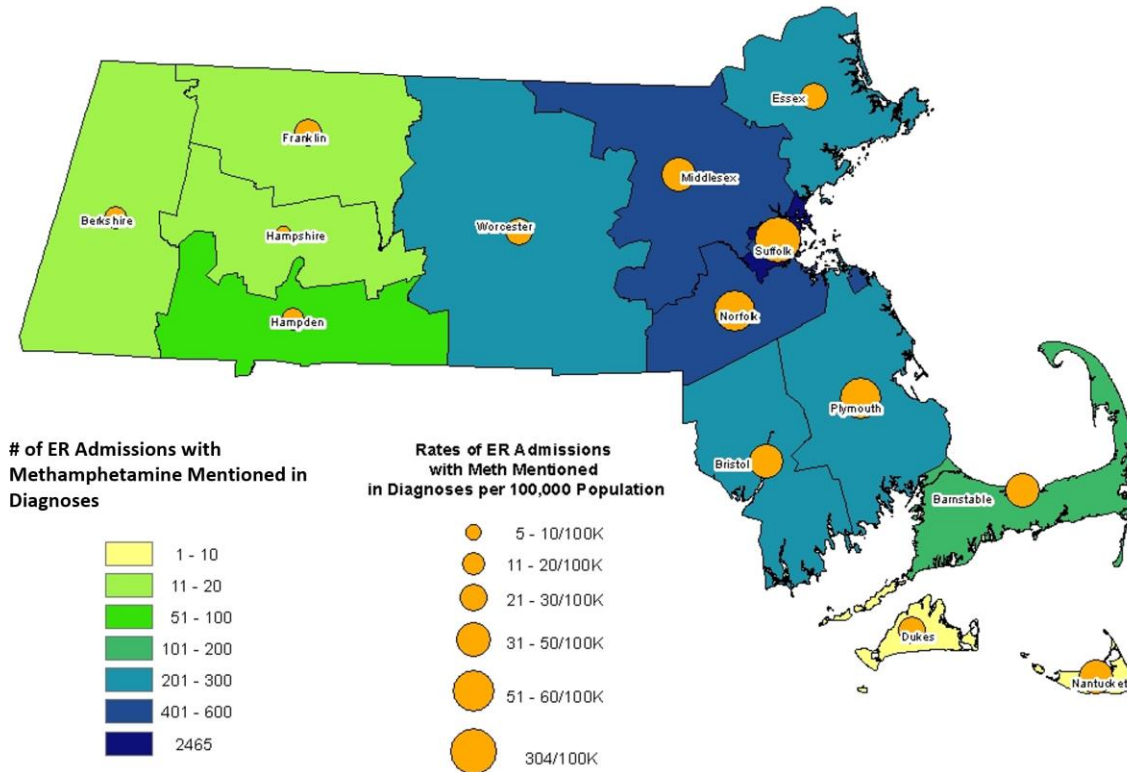 Essex
Franklin
Middlesex
Berkshire
Hampshire
Worcester
Suffolk
Hampden
Norfolk
Plymouth
Bristol
Barnstable
Dukes
Nantucket
# of ER Admissions with
Methamphetamine Mentioned in
Diagnoses
1 - 10
11 - 20
51 - 100
101 - 200
201 - 300
401 - 600
2465
Rates of ER Admissions
with Meth Mentioned
in Diagnoses per 100,000 Population
5 - 10/100K
11 - 20/100K
21 - 30/100K
31 - 50/100K
51 - 60/100K
304/100K